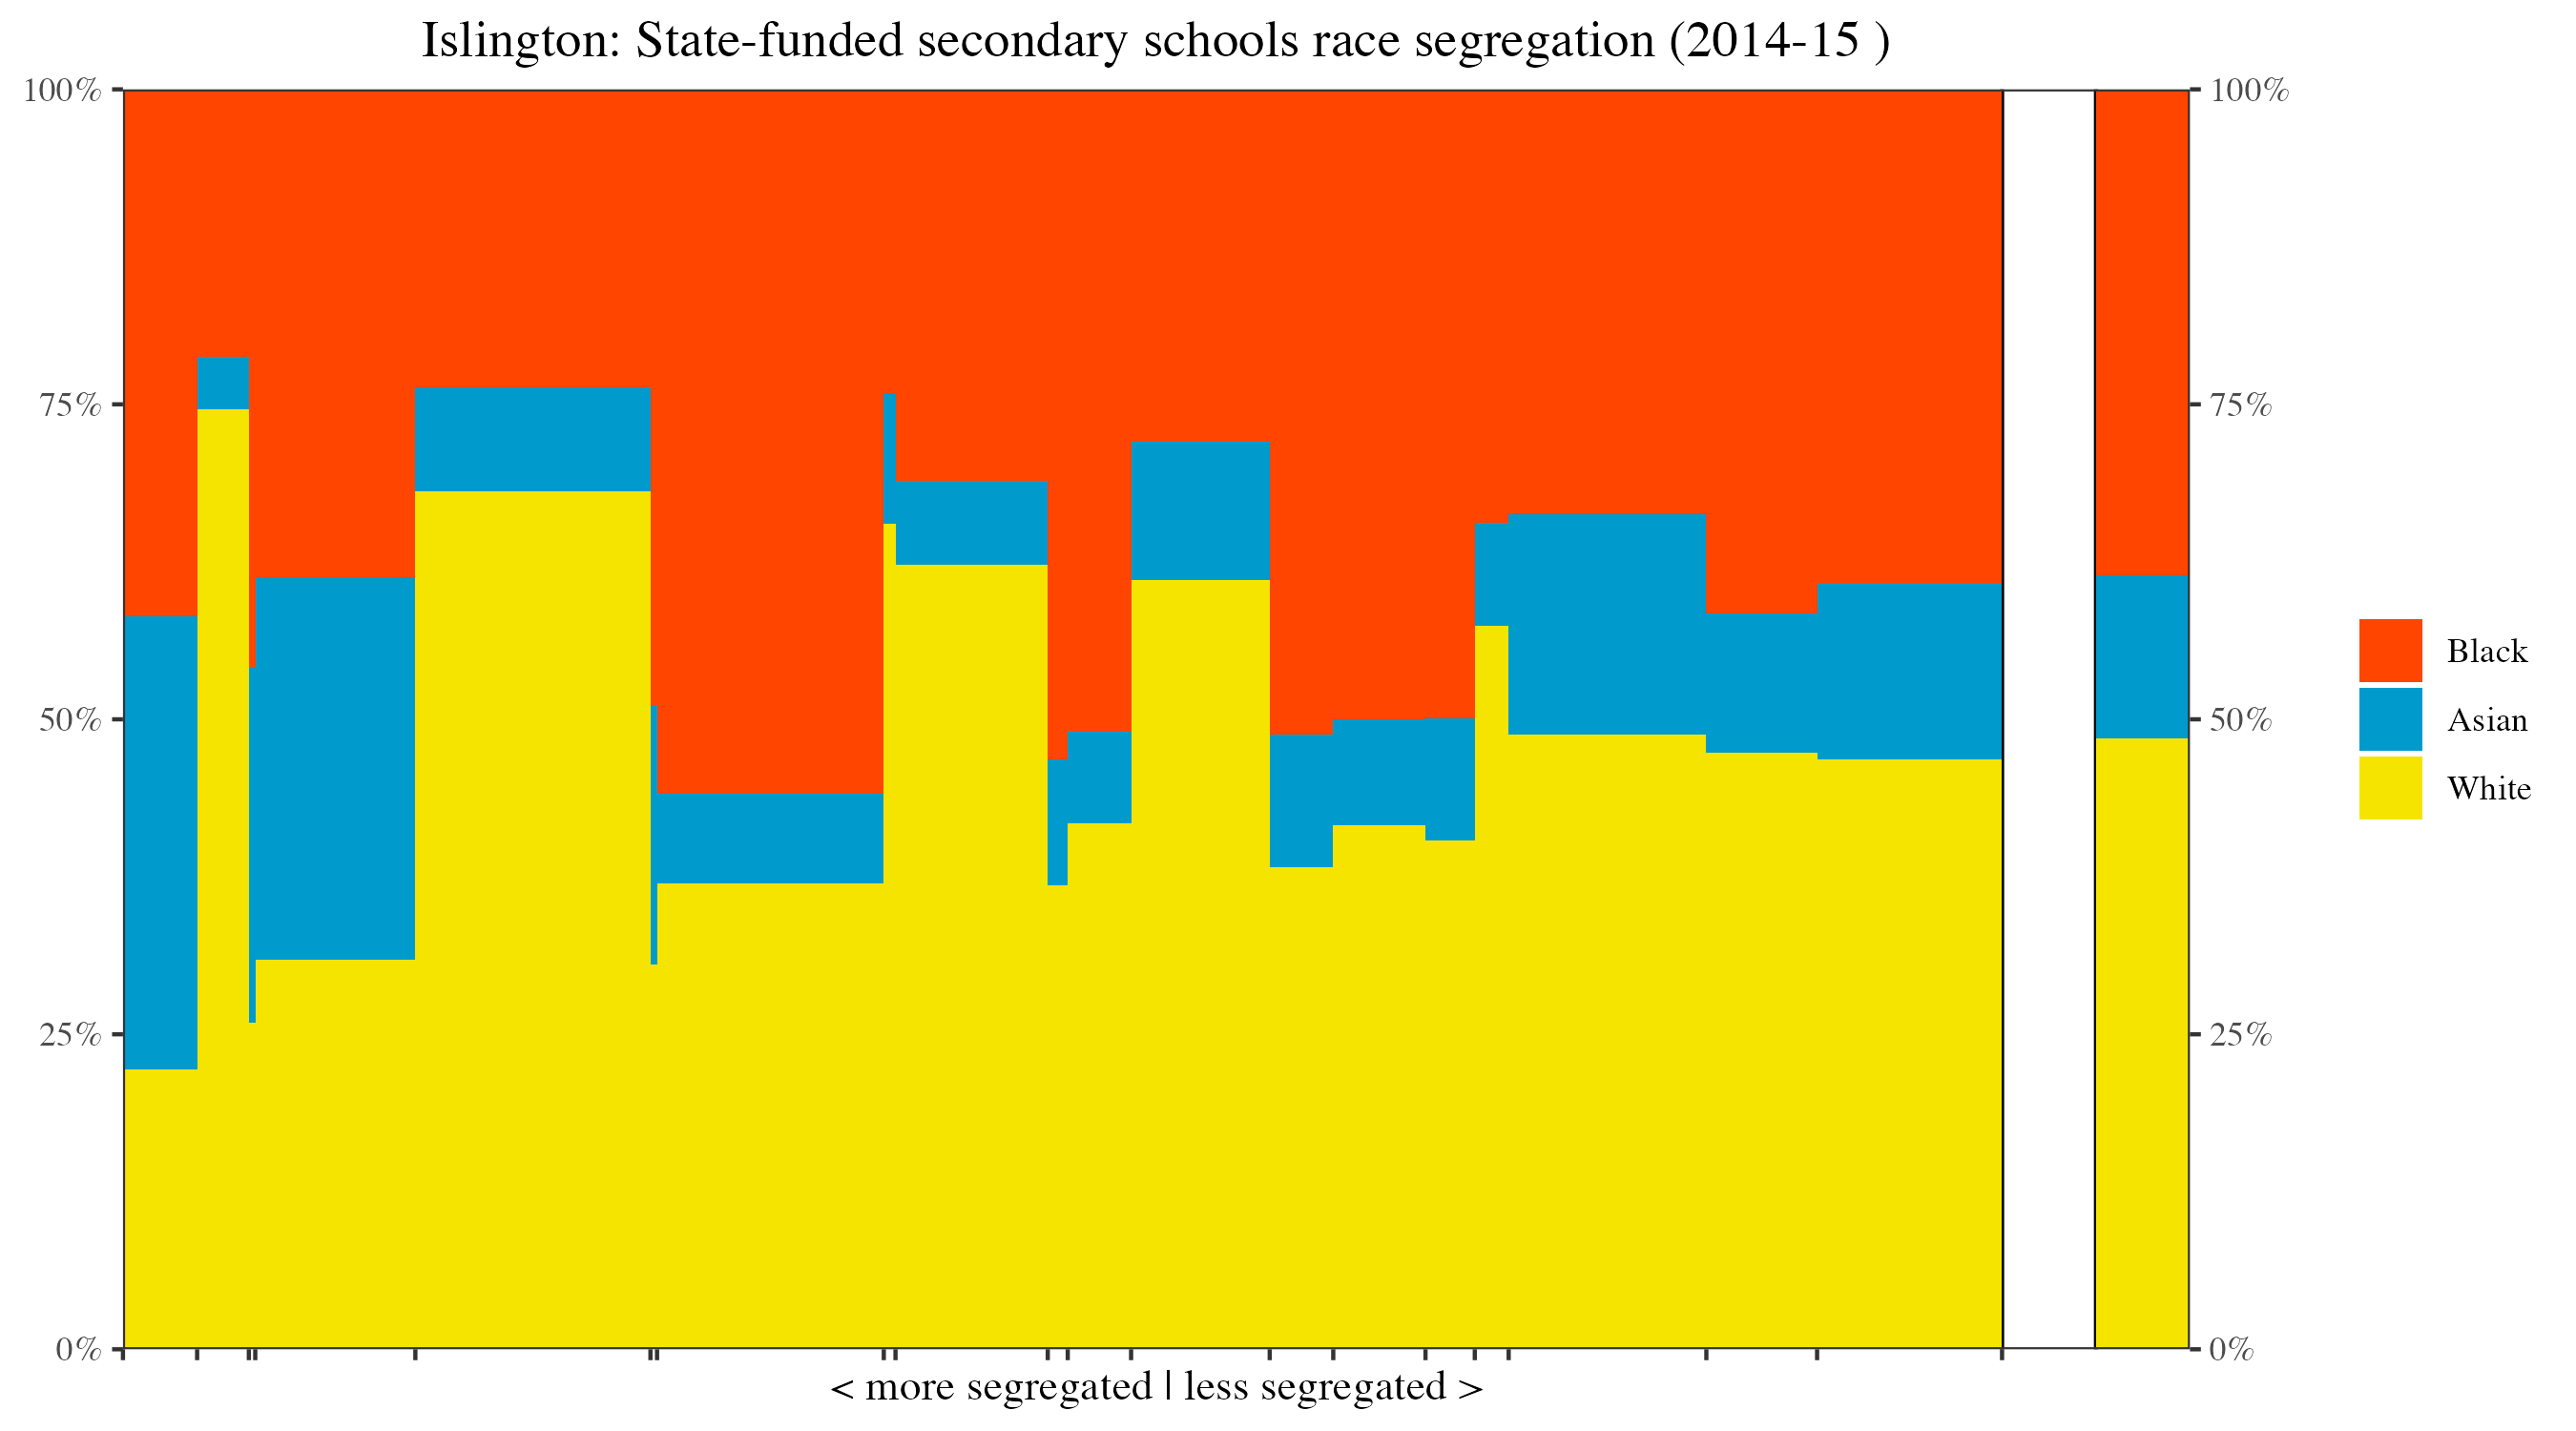 Islington: State-funded secondary schools race segregation (2014-15 )
100%
75%
50%
25%
0%
100%
75%
50%
25%
0%
Black
Asian
White
< more segregated | less segregated >